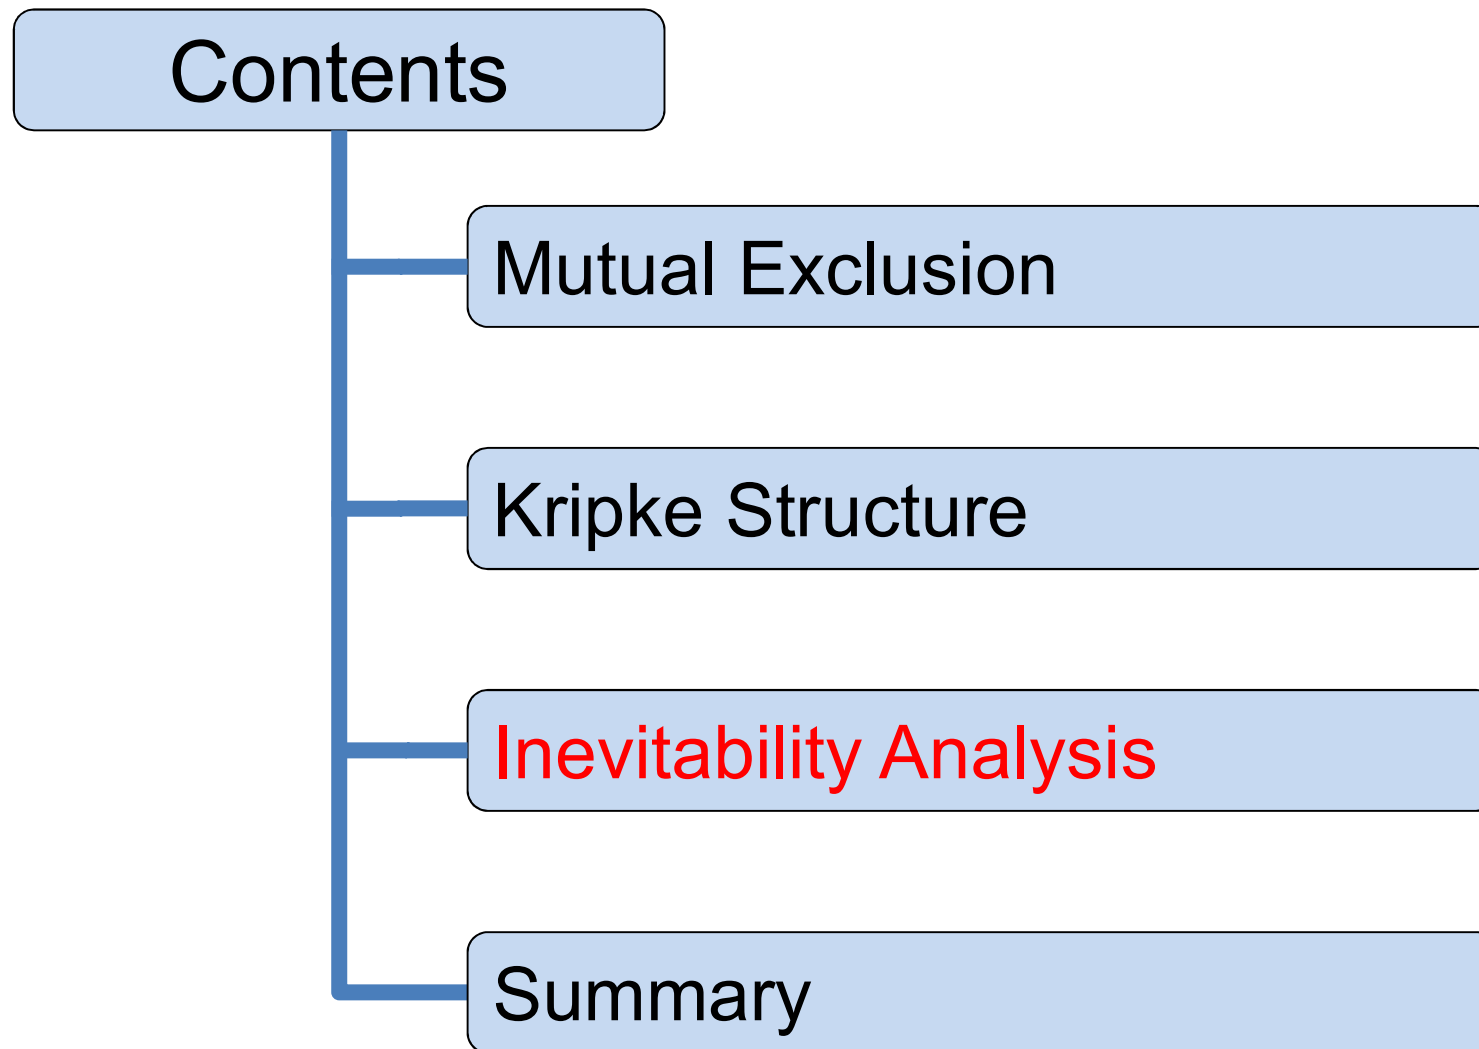 Contents
Mutual Exclusion
Kripke Structure
Inevitability Analysis
Summary